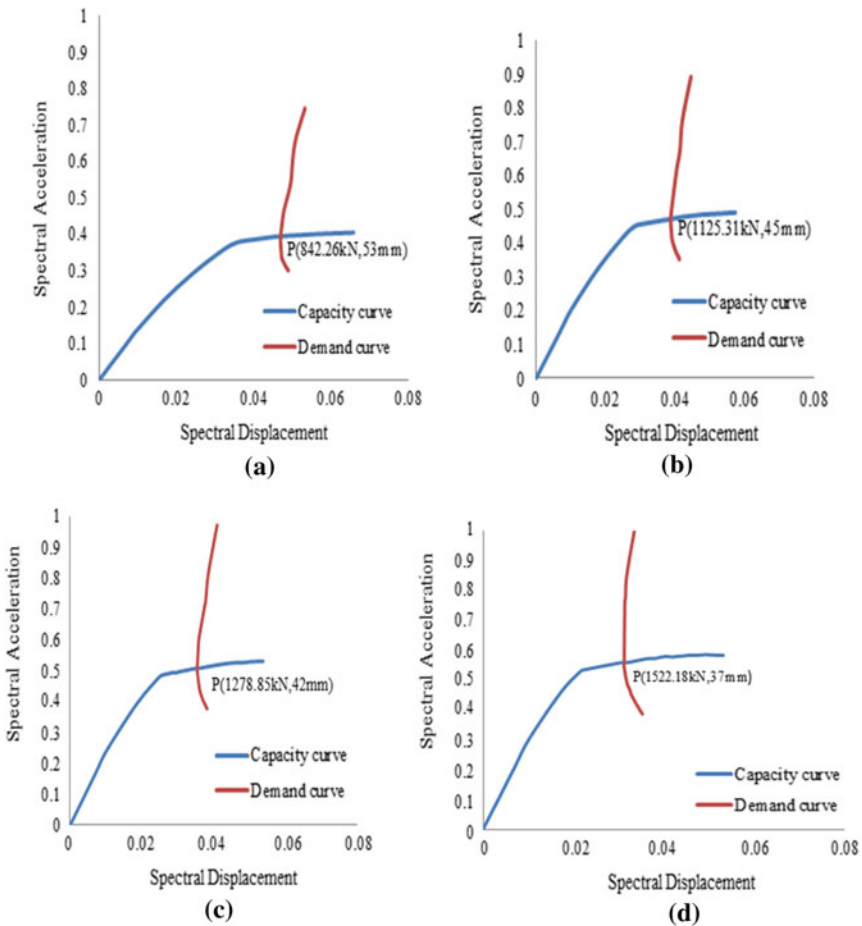 1
0.9
0.8
0.7
0.6
0.5
0.4
0.3
0.2
0.1
0
Spectral Acceleration
P(842.26kN,53mm)
Capacity curve
Demand curve
0 0.02 0.04 0.06 0.08
Spectral Displacement
(a)
1
0.9
0.8
0.7
0.6
0.5
0.4
0.3
0.2
0.1
0
Spectral Acceleration
P(1125.31kN,45mm)
Capacity curve
Demand curve
0 0.02 0.04 0.06 0.08
Spectral Displacement
(b)
1
0.9
0.8
0.7
0.6
0.5
0.4
0.3
0.2
0.1
0
Spectral Acceleration
P(1278.85kN,42mm)
Capacity curve
Demand curve
0 0.02 0.04 0.06 0.08
Spectral Displacement
(c)
1
0.9
0.8
0.7
0.6
0.5
0.4
0.3
0.2
0.1
0
Spectral Acceleration
P(1522.18kN,37mm)
Capacity curve
Demand curve
0 0.02 0.04 0.06 0.08
Spectral Displacement
(d)